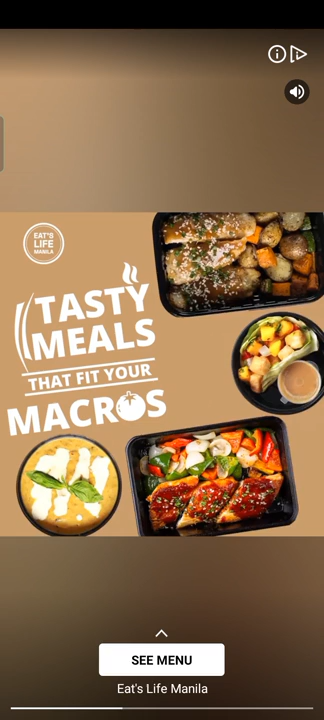 EAT'S
LIFE
MANILA
TASTY
MEALS
THAT FIT YOUR
MACROS
SEE MENU
Eat's Life Manila